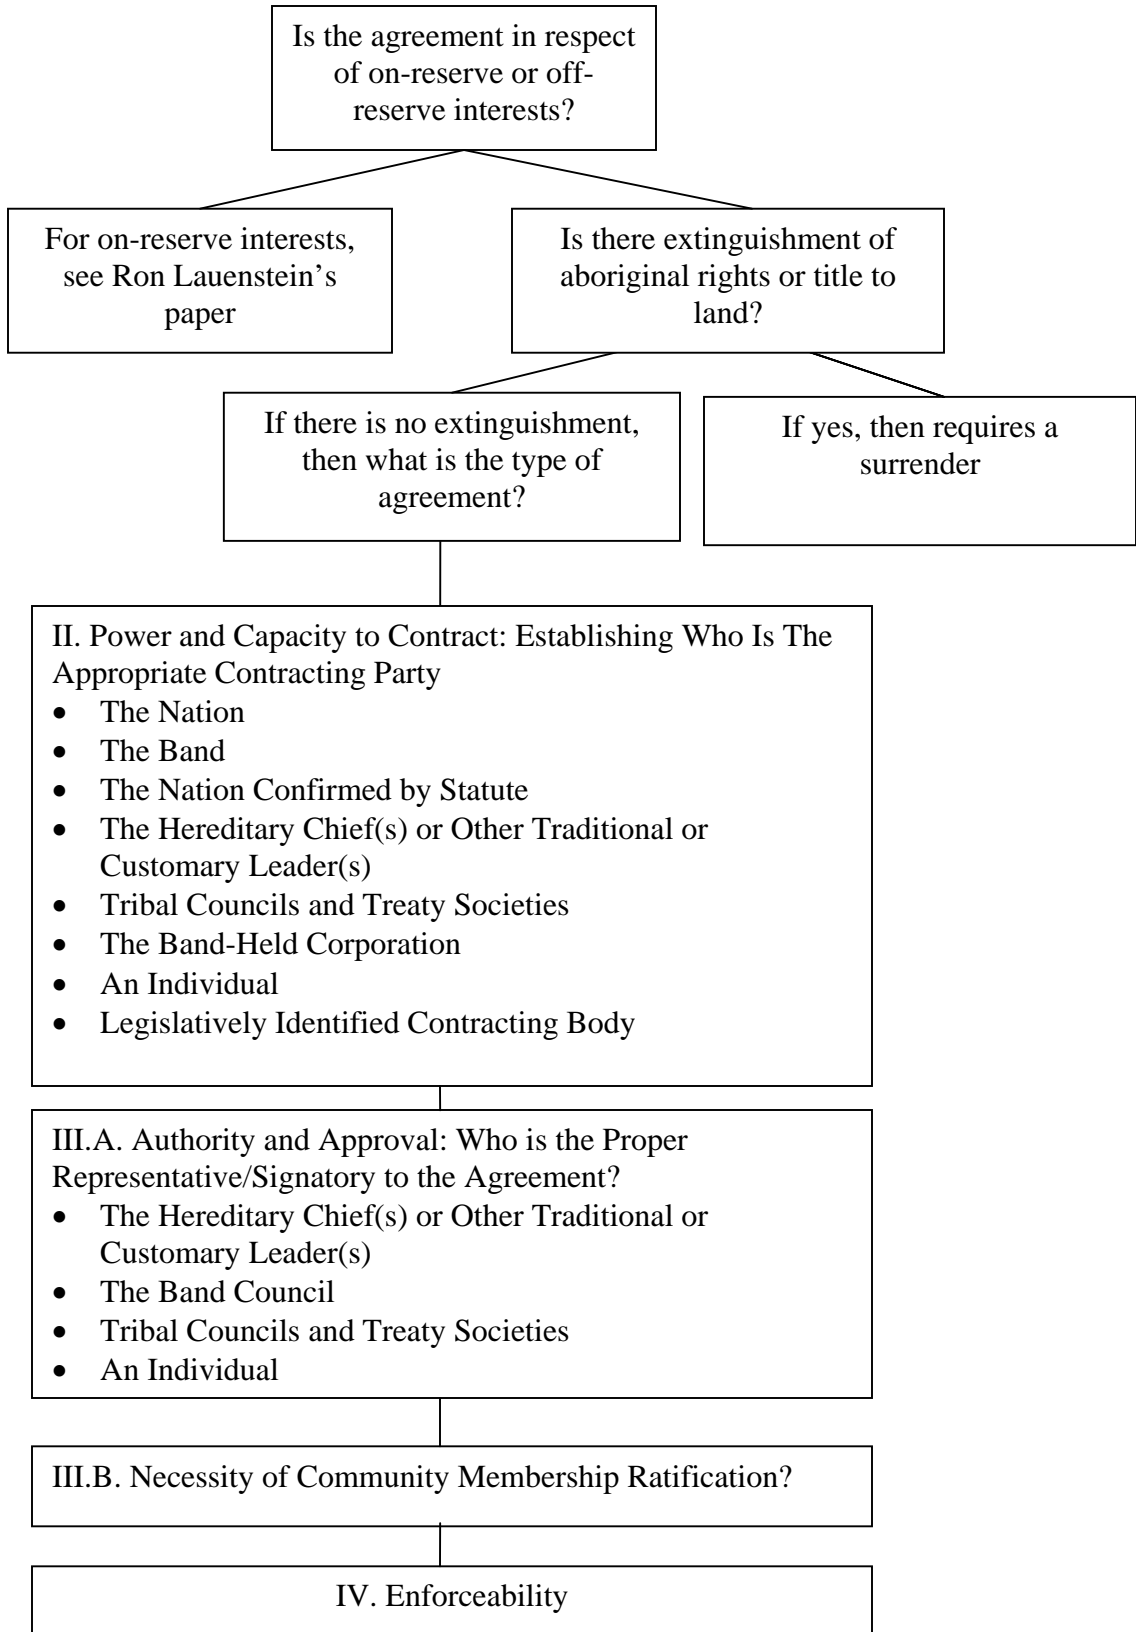 Is the agreement in respect
of on-reserve or off-
reserve interests?
For on-reserve interests,
see Ron Lauenstein’s
paper
Is there extinguishment of
aboriginal rights or title to
land?
If there is no extinguishment,
then what is the type of
agreement?
If yes, then requires a
surrender
II. Power and Capacity to Contract: Establishing Who Is The
Appropriate Contracting Party
• The Nation
• The Band
• The Nation Confirmed by Statute
• The Hereditary Chief(s) or Other Traditional or
Customary Leader(s)
• Tribal Councils and Treaty Societies
• The Band-Held Corporation
• An Individual
• Legislatively Identified Contracting Body
III.A. Authority and Approval: Who is the Proper
Representative/Signatory to the Agreement?
• The Hereditary Chief(s) or Other Traditional or
Customary Leader(s)
• The Band Council
• Tribal Councils and Treaty Societies
• An Individual
III.B. Necessity of Community Membership Ratification?
IV. Enforceability